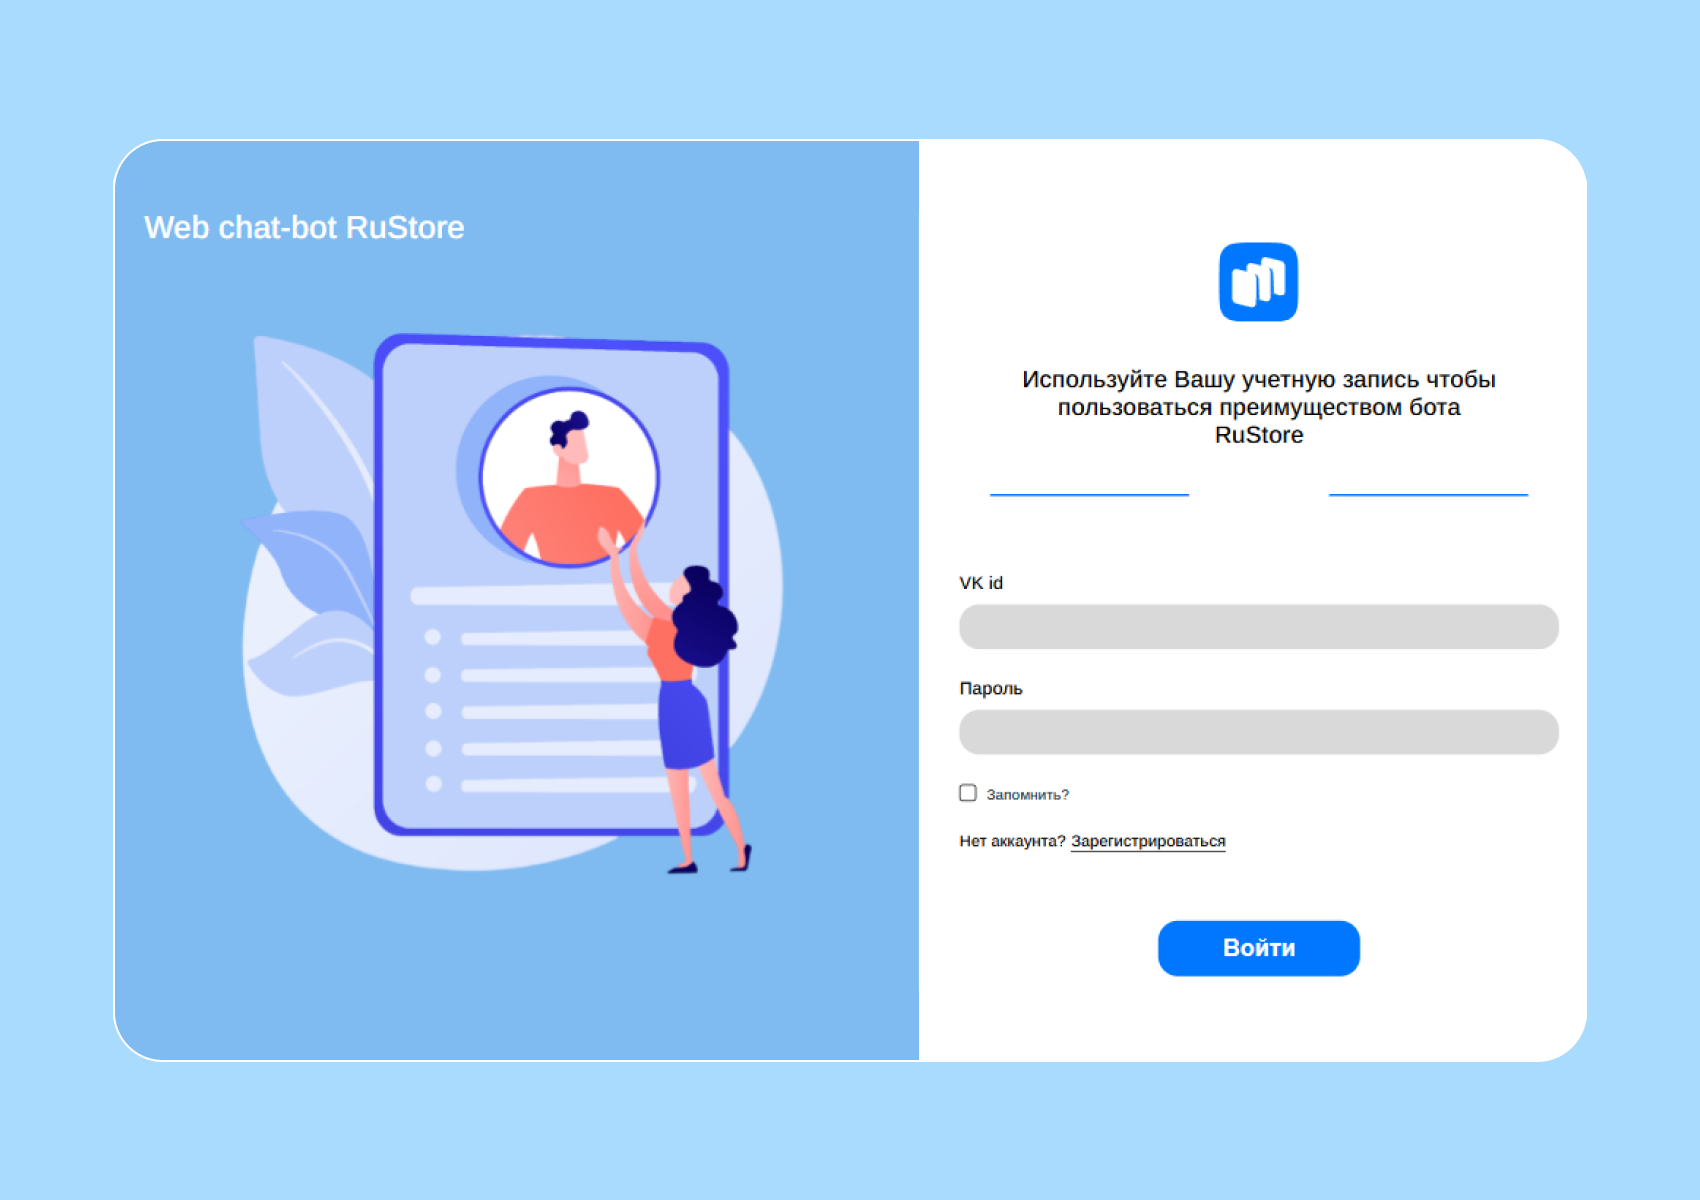 Web chat-bot RuStore
Используйте Вашу учетную запись чтобы
пользоваться преимуществом бота
RuStore
VK id
Пароль
Запомнить?
Нет аккаунта? Зарегистрироваться
Войти